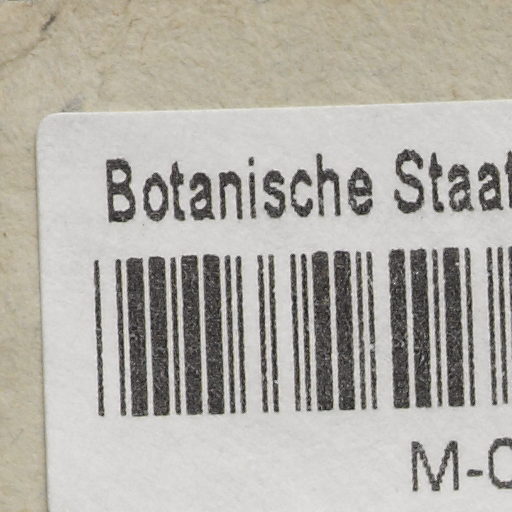 Botanische Staat
M-